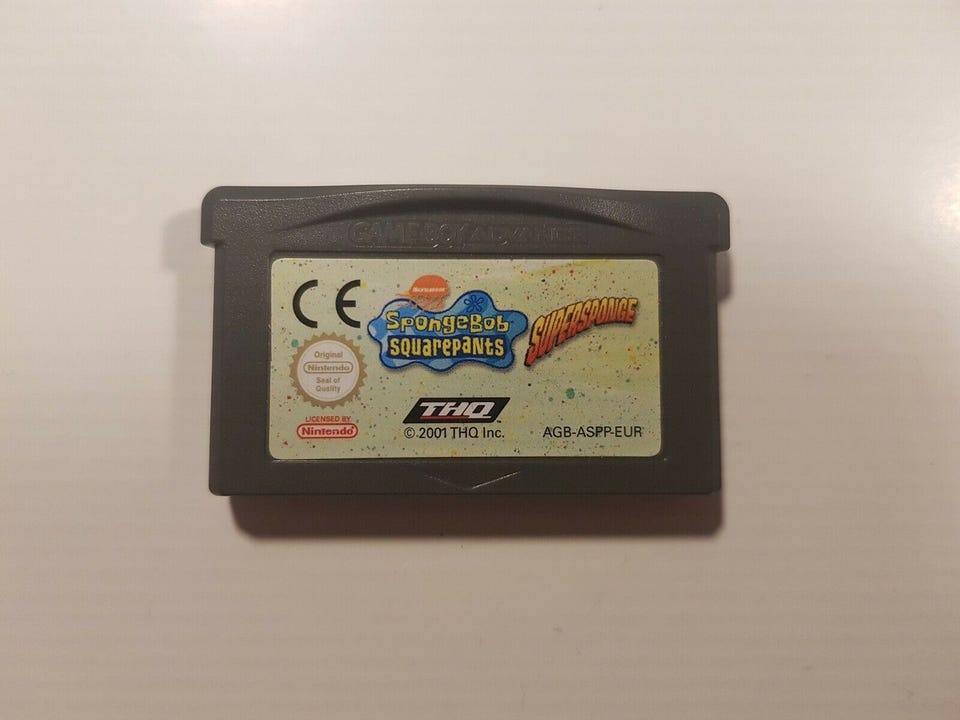 GAME BOY ADVANCE
CE
Nickelodeon
SpongeBob
SQUAREPANTS
SUPERSPONGE
Original
Nintendo
Seal of
Quality
LICENSED BY
Nintendo
THQ™
© 2001 THQ Inc.
AGB-ASPP-EUR